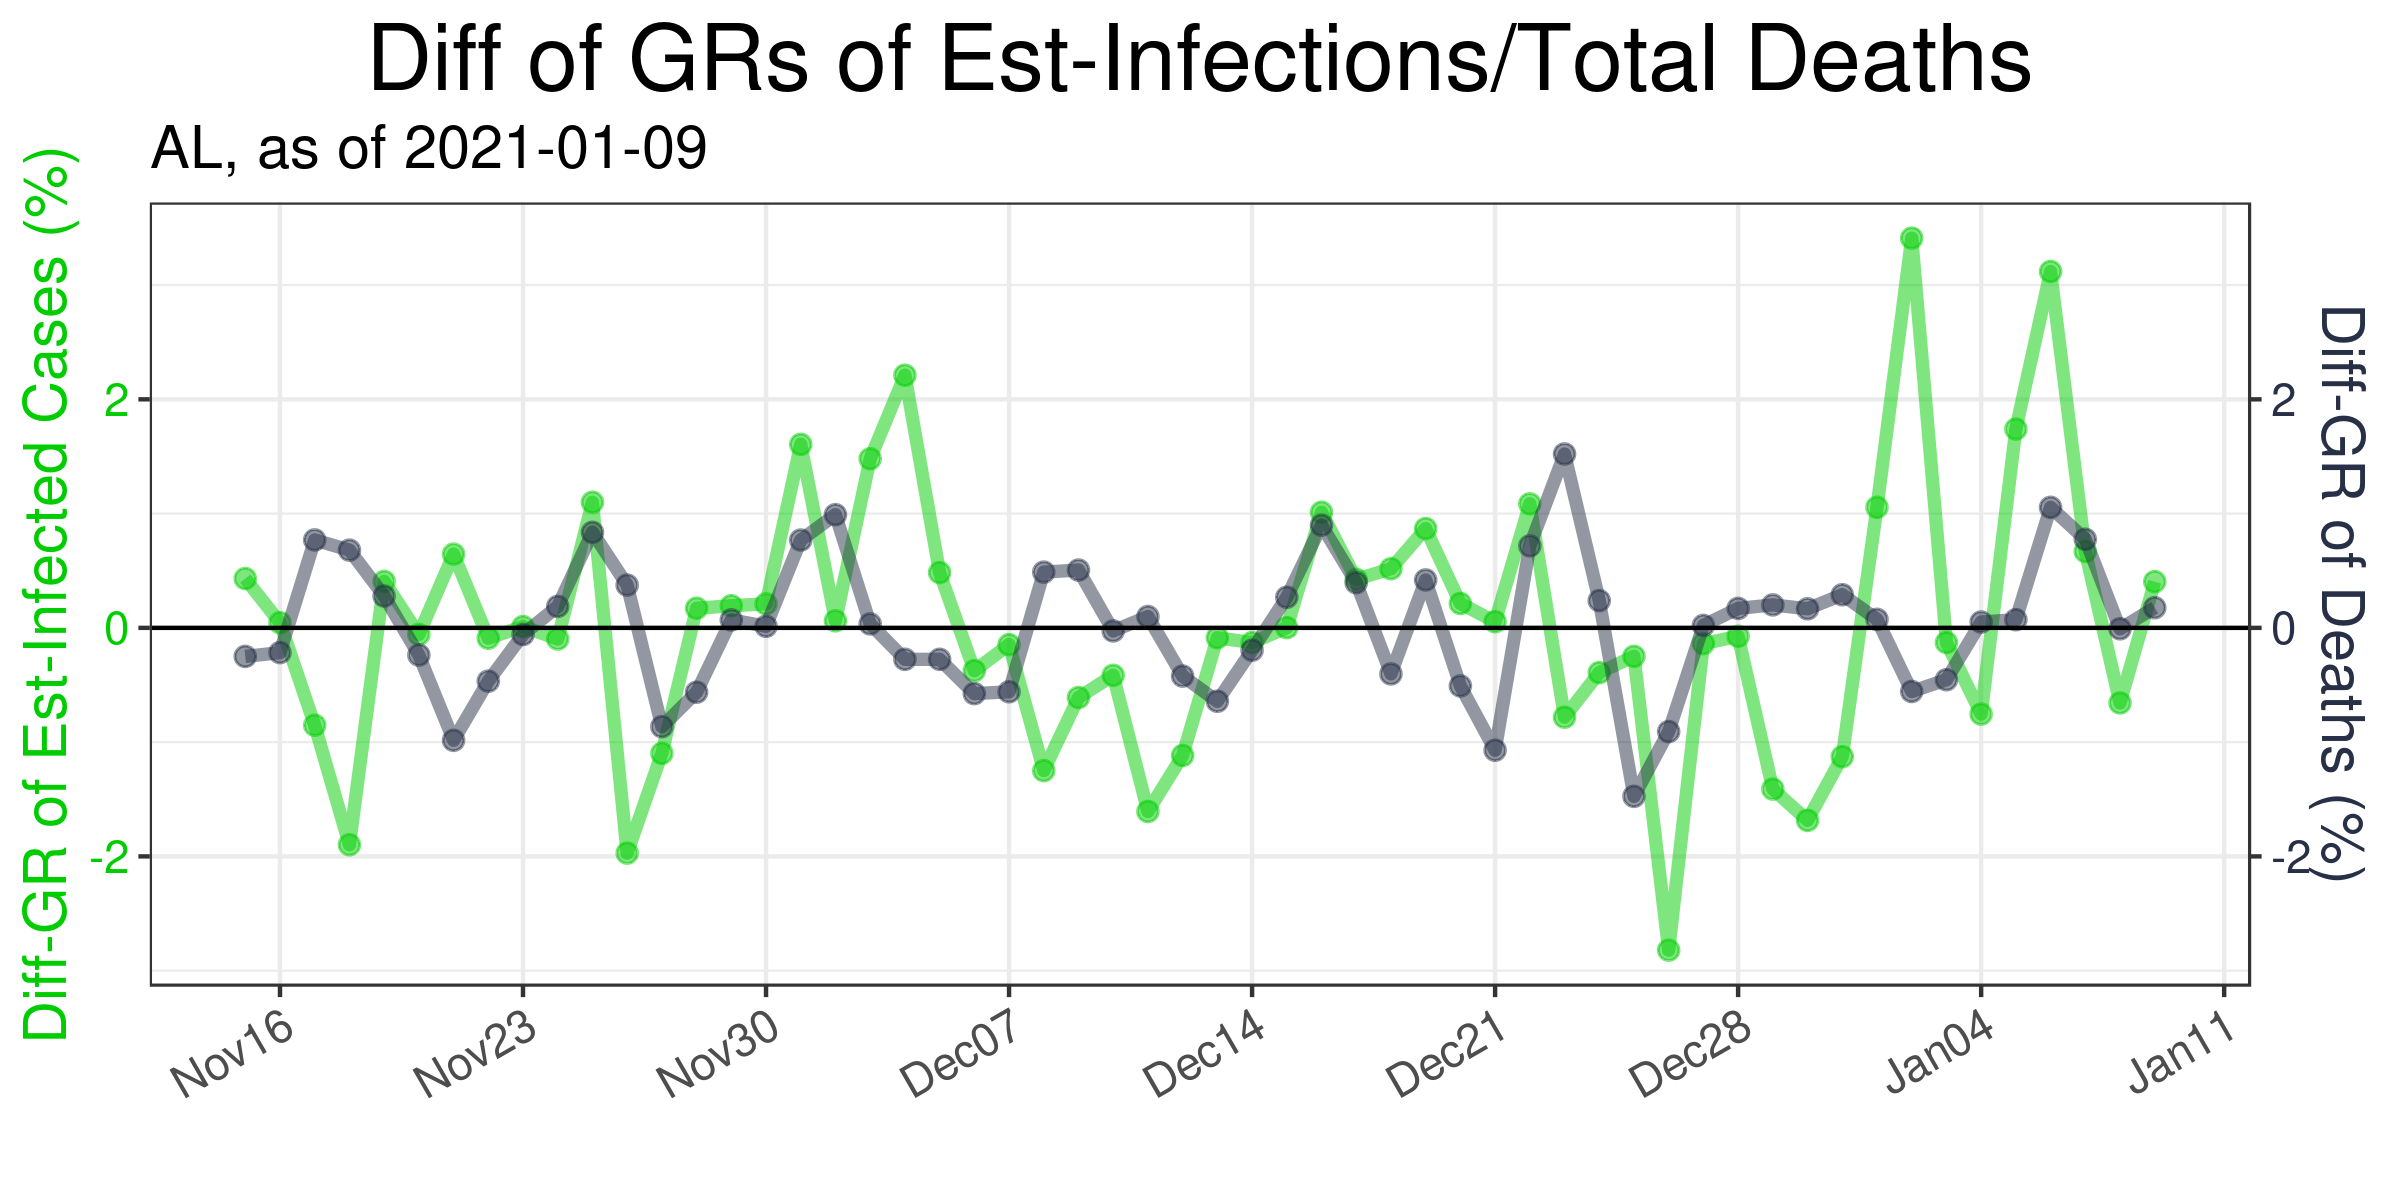 Diff of GRs of Est-Infections/Total Deaths
AL, as of 2021-01-09
Diff-GR of Est-Infected Cases (%)
2
0
-2
2
0
-2
Diff-GR of Deaths (%)
Nov16
Nov23
Nov30
Dec07
Dec14
Dec21
Dec28
Jan04
Jan11